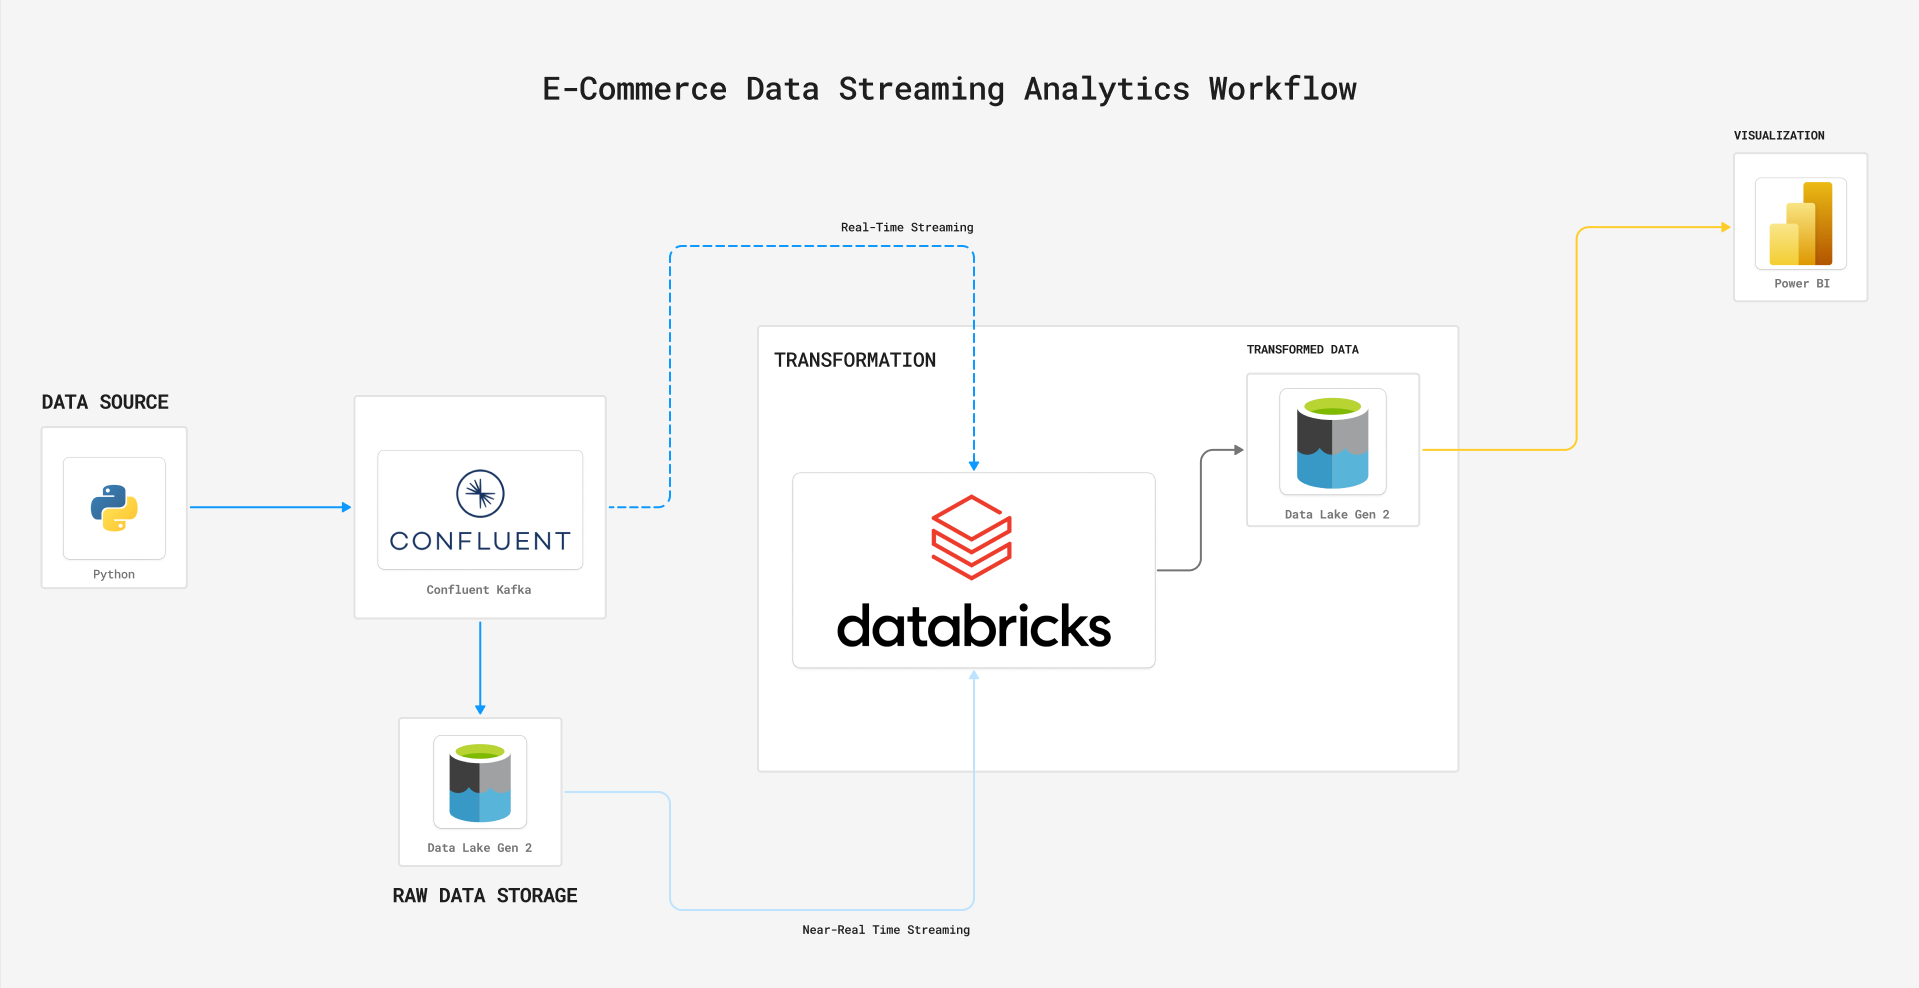 E-Commerce Data Streaming Analytics Workflow
VISUALIZATION
Power BI
Real-Time Streaming
TRANSFORMATION
TRANSFORMED DATA
Data Lake Gen 2
DATA SOURCE
Python
CONFLUENT
Confluent Kafka
databricks
Data Lake Gen 2
RAW DATA STORAGE
Near-Real Time Streaming